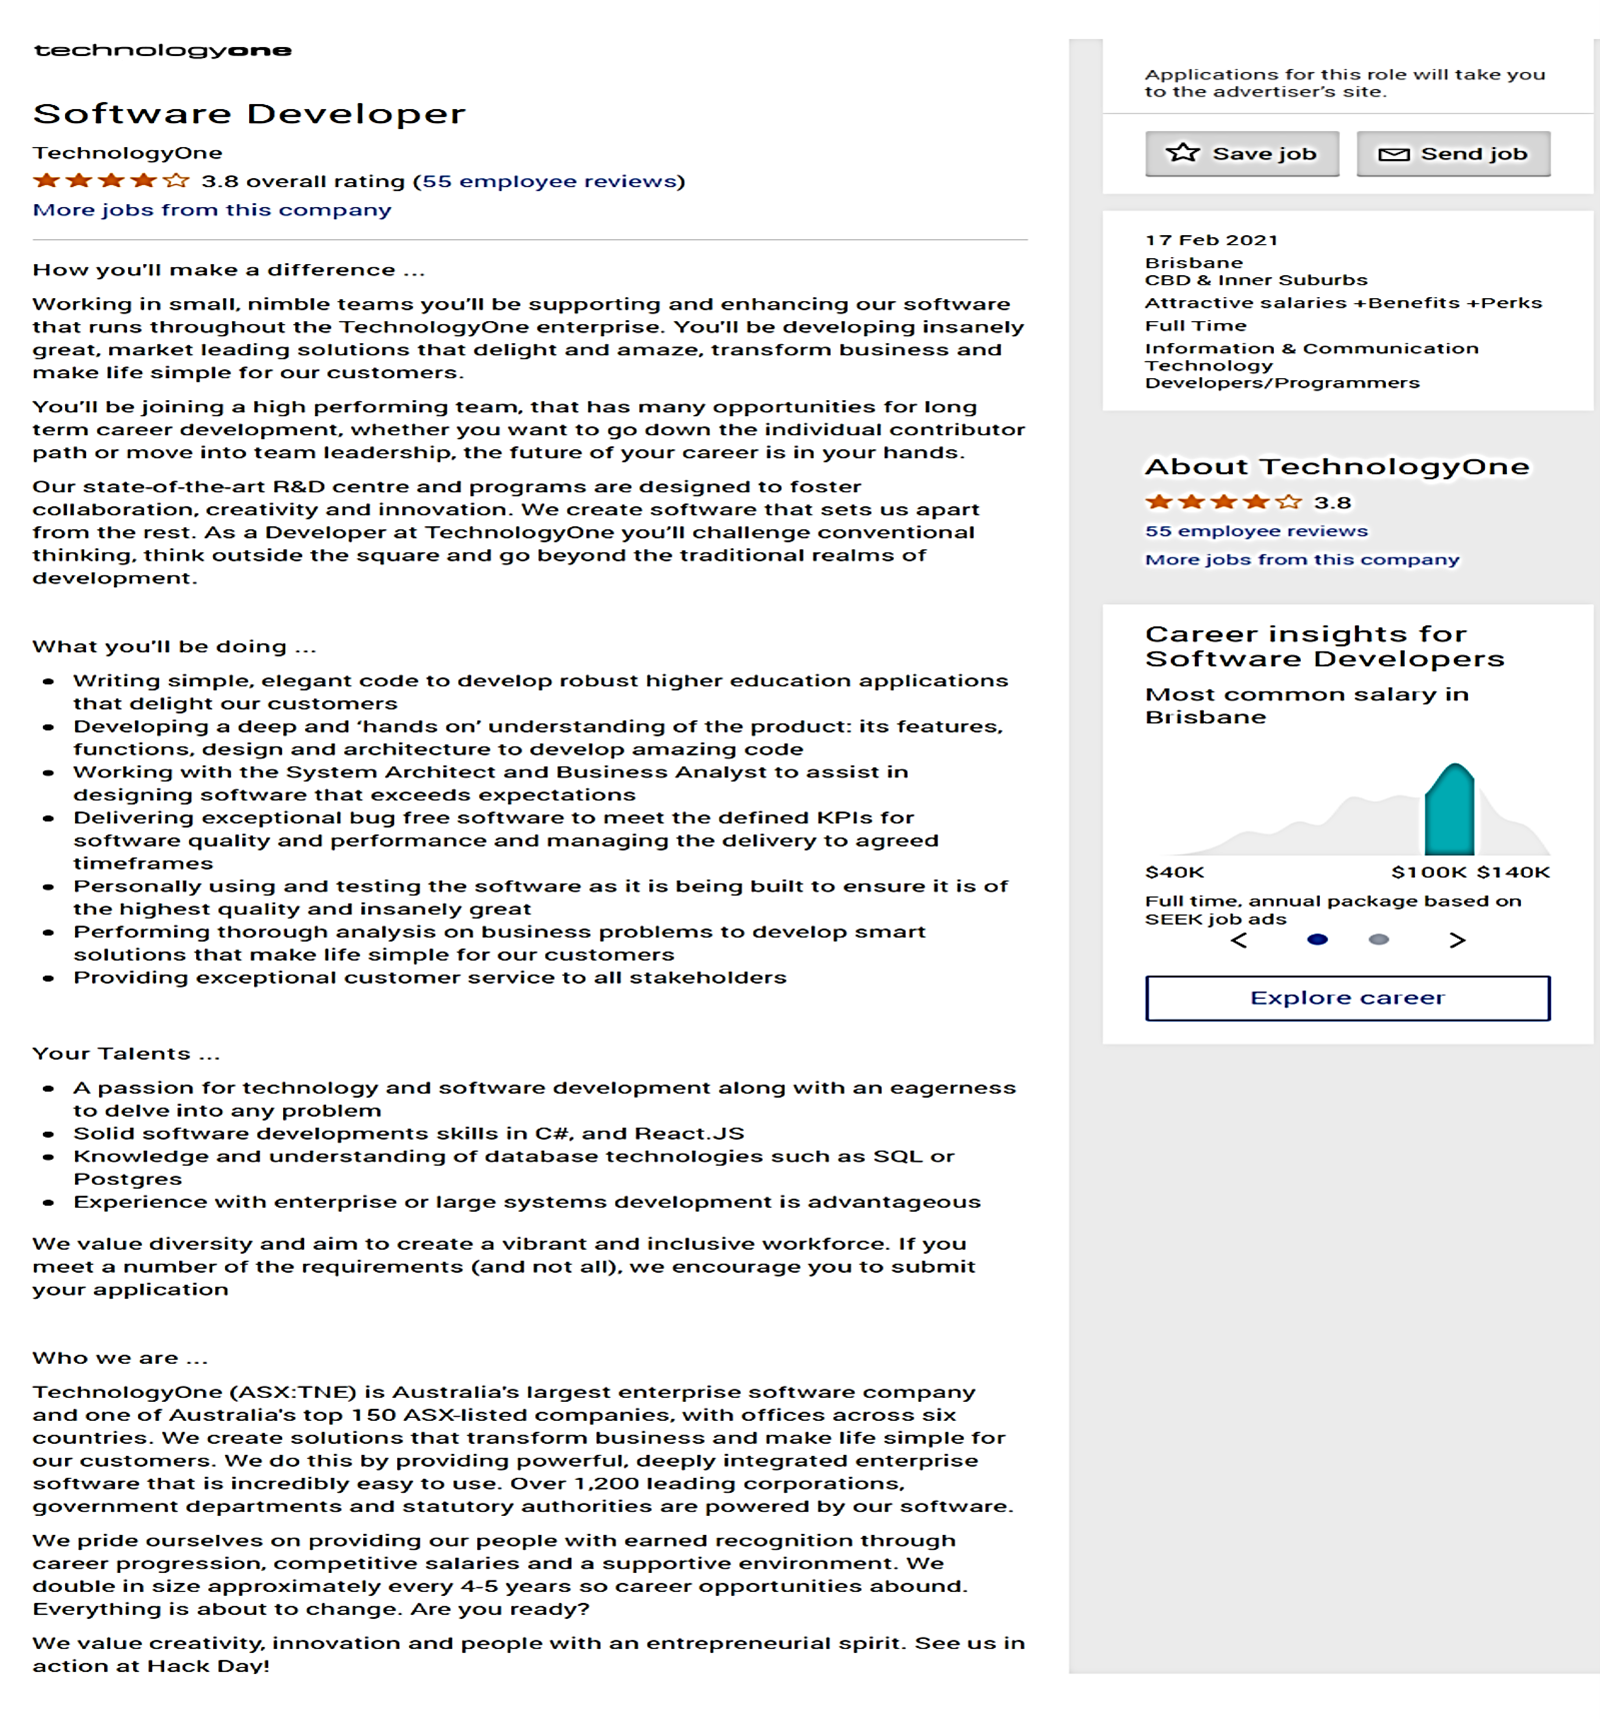 technologyone
Software Developer
TechnologyOne
3.8 overall rating (55 employee reviews)
More jobs from this company
How you'll make a difference ...
Working in small, nimble teams you'll be supporting and enhancing our software
that runs throughout the TechnologyOne enterprise. You'll be developing insanely
great, market leading solutions that delight and amaze, transform business and
make life simple for our customers.
You'll be joining a high performing team, that has many opportunities for long
term career development, whether you want to go down the individual contributor
path or move into team leadership, the future of your career is in your hands.
Our state-of-the-art R&D centre and programs are designed to foster
collaboration, creativity and innovation. We create software that sets us apart
from the rest. As a Developer at TechnologyOne you'll challenge conventional
thinking, think outside the square and go beyond the traditional realms of
development.
What you'll be doing ...
• Writing simple, elegant code to develop robust higher education applications
that delight our customers
• Developing a deep and ‘hands on’ understanding of the product: its features,
functions, design and architecture to develop amazing code
• Working with the System Architect and Business Analyst to assist in
designing software that exceeds expectations
• Delivering exceptional bug free software to meet the defined KPIs for
software quality and performance and managing the delivery to agreed
timeframes
• Personally using and testing the software as it is being built to ensure it is of
the highest quality and insanely great
• Performing thorough analysis on business problems to develop smart
solutions that make life simple for our customers
• Providing exceptional customer service to all stakeholders
Your Talents ...
• A passion for technology and software development along with an eagerness
to delve into any problem
• Solid software developments skills in C#, and React.JS
• Knowledge and understanding of database technologies such as SQL or
Postgres
• Experience with enterprise or large systems development is advantageous
We value diversity and aim to create a vibrant and inclusive workforce. If you
meet a number of the requirements (and not all), we encourage you to submit
your application
Who we are ...
TechnologyOne (ASX:TNE) is Australia's largest enterprise software company
and one of Australia's top 150 ASX-listed companies, with offices across six
countries. We create solutions that transform business and make life simple for
our customers. We do this by providing powerful, deeply integrated enterprise
software that is incredibly easy to use. Over 1,200 leading corporations,
government departments and statutory authorities are powered by our software.
We pride ourselves on providing our people with earned recognition through
career progression, competitive salaries and a supportive environment. We
double in size approximately every 4-5 years so career opportunities abound.
Everything is about to change. Are you ready?
We value creativity, innovation and people with an entrepreneurial spirit. See us in
action at Hack Day!
Applications for this role will take you
to the advertiser's site.
Save job
Send job
17 Feb 2021
Brisbane
CBD & Inner Suburbs
Attractive salaries +Benefits +Perks
Full Time
Information & Communication
Technology
Developers/Programmers
About TechnologyOne
3.8
55 employee reviews
More jobs from this company
Career insights for
Software Developers
Most common salary in
Brisbane
$40K $100K $140K
Full time, annual package based on
SEEK job ads
Explore career